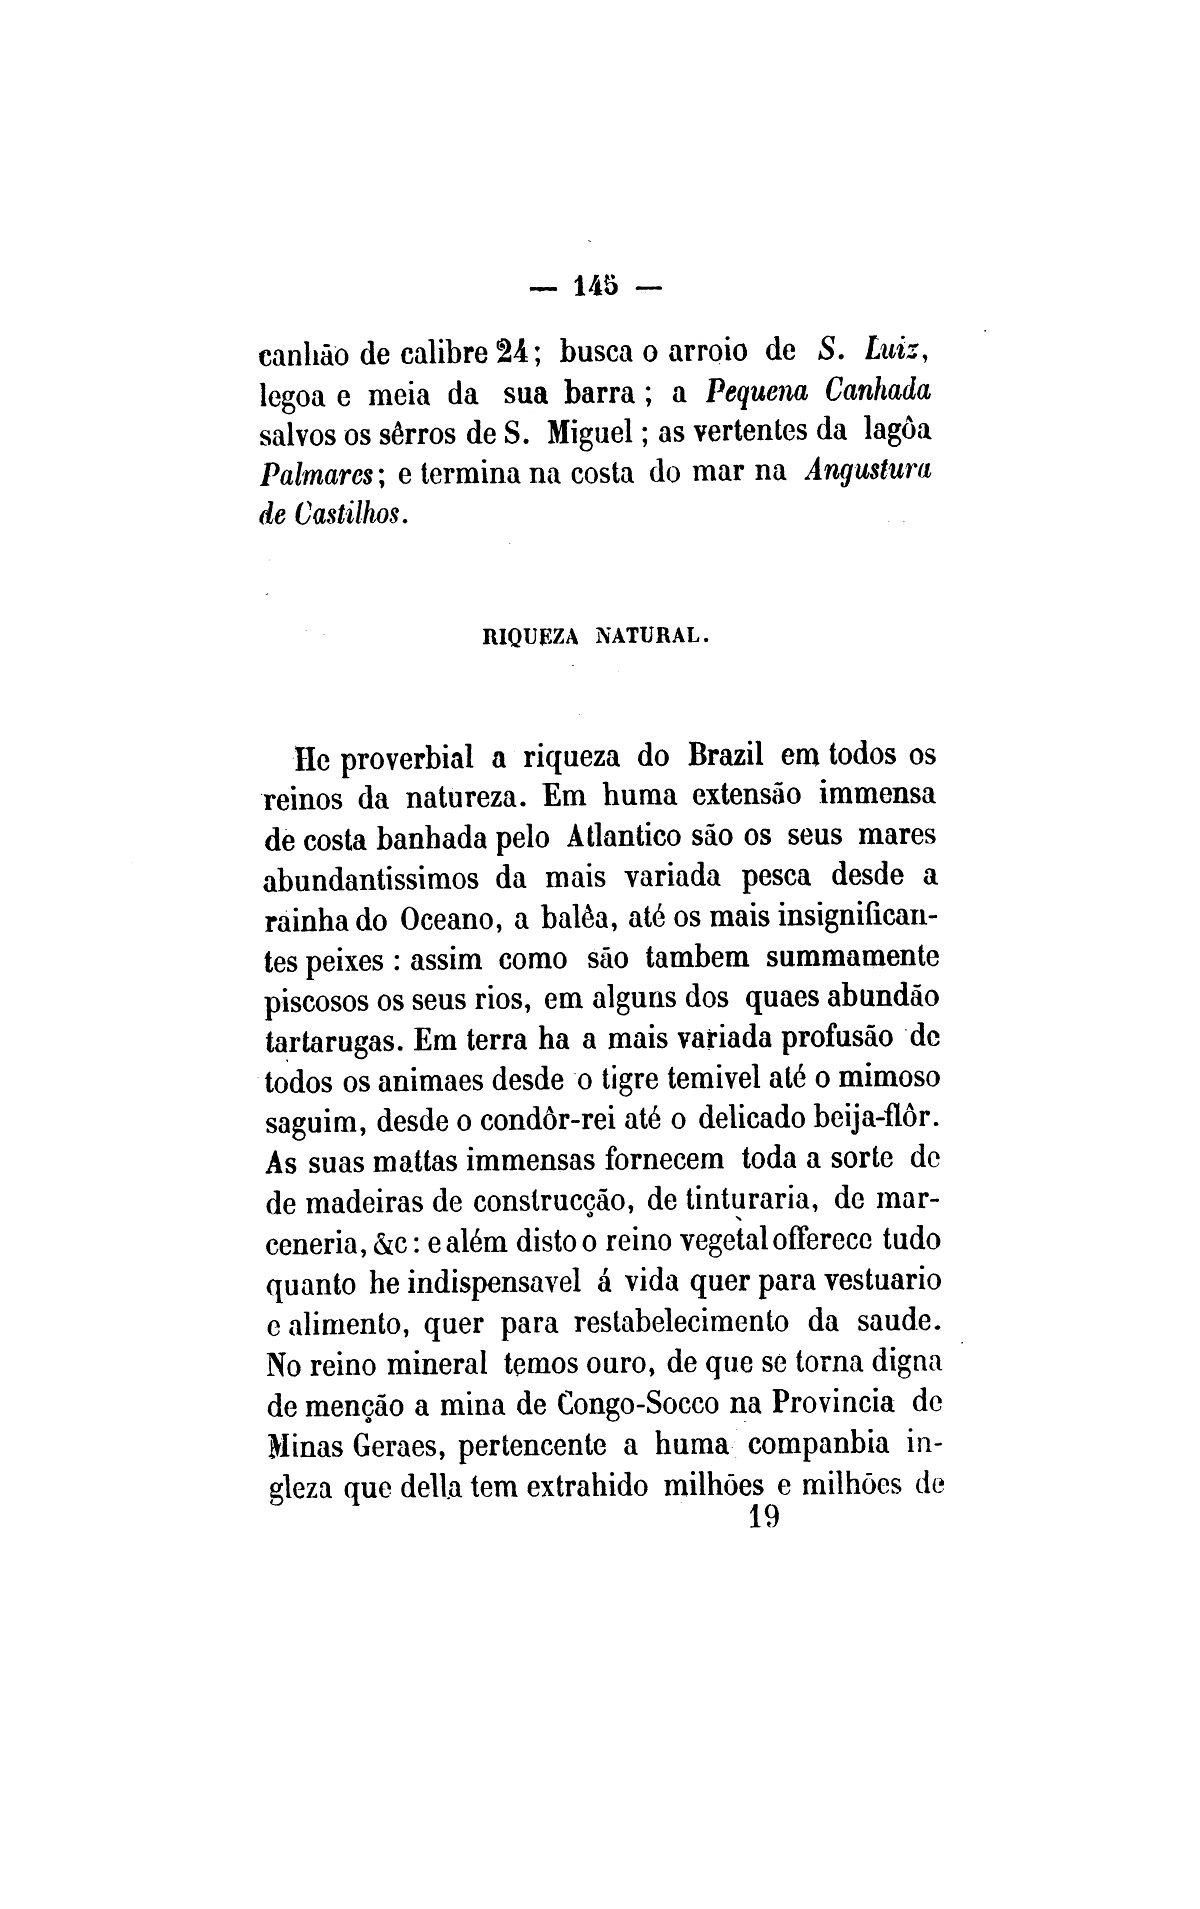 — 145 —
canhão de calibre 24; busca o arroio de S. Luiz,
legoa e meia da sua barra ; a Pequena Canhada
salvos os sêrros de S. Miguel ; as vertentes da lagôa
Palmares; e termina na costa do mar na Angustura
de Castilhos.
RIQUEZA NATURAL.
He proverbial a riqueza do Brazil em todos os
reinos da natureza. Em huma extensão immensa
de costa banhada pelo Atlantico são os seus mares
abundantissimos da mais variada pesca desde a
rainha do Oceano, a balêa, até os mais insignifican-
tes peixes : assim como são tambem summamente
piscosos os seus rios, em alguns dos quaes abundão
tartarugas. Em terra ha a mais variada profusão de
todos os animaes desde o tigre temivel até o mimoso
saguim, desde o condôr-rei até o delicado beija-flôr.
As suas mattas immensas fornecem toda a sorte de
de madeiras de construcção, de tinturaria, de mar-
ceneria, &c : e além disto o reino vegetal offerece tudo
quanto he indispensavel á vida quer para vestuario
e alimento, quer para restabelecimento da saude.
No reino mineral temos ouro, de que se torna digna
de menção a mina de Congo-Socco na Provincia de
Minas Geraes, pertencente a huma companbia in-
gleza que della tem extrahido milhões e milhões de
19